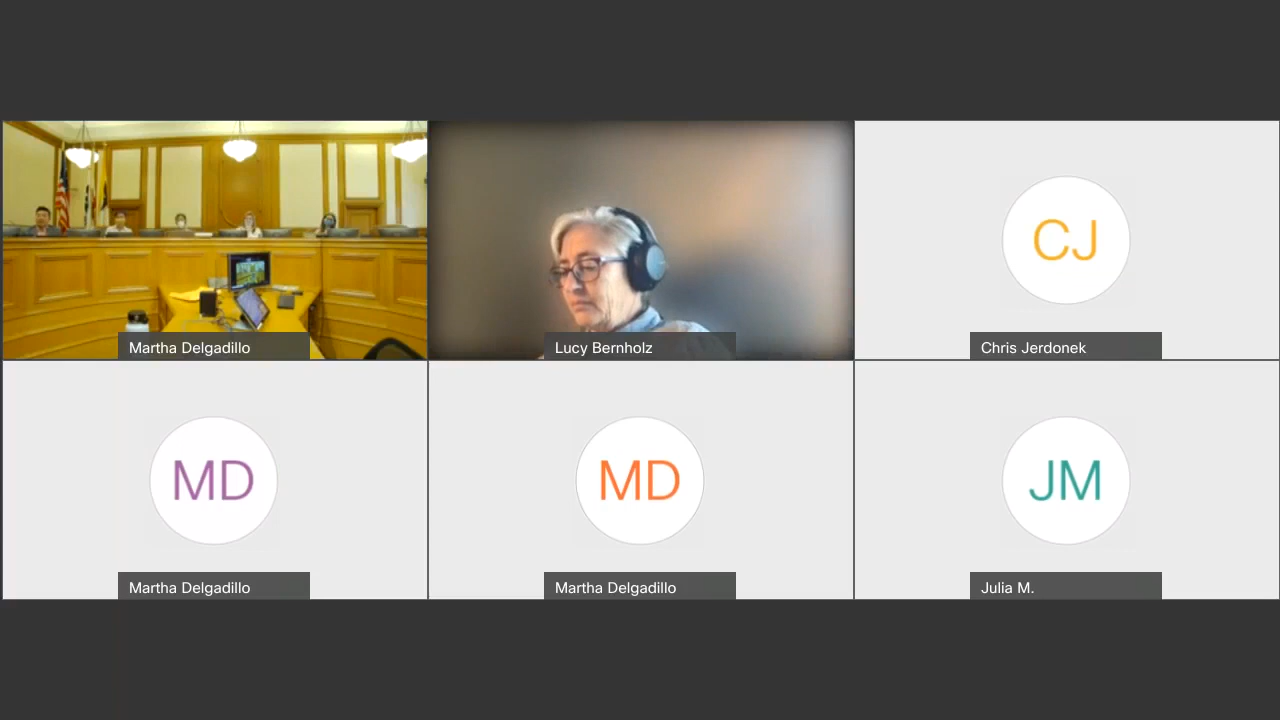 Martha Delgadillo
Lucy Bernholz
CJ
Chris Jerdonek
MD
Martha Delgadillo
MD
Martha Delgadillo
JM
Julia M.